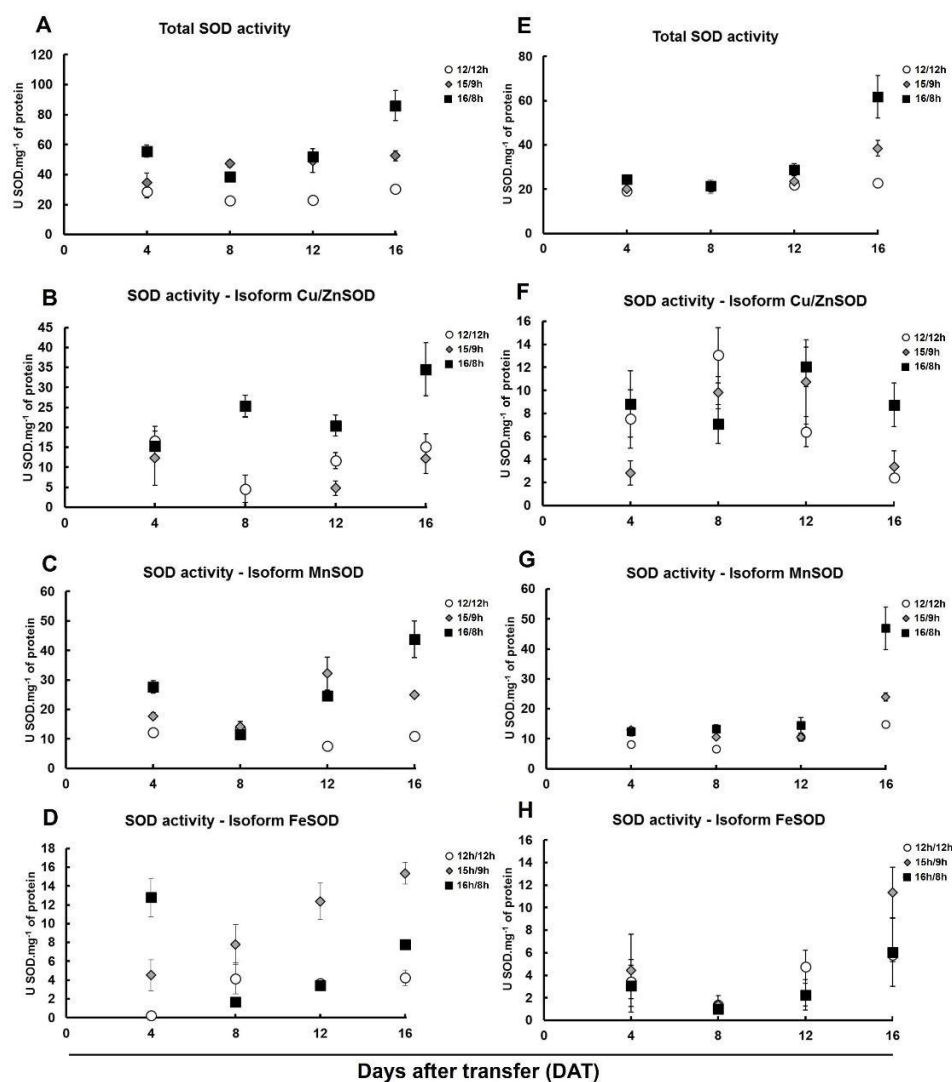 A
Total SOD activity
U SOD.mg⁻¹ of protein
120
100
80
60
40
20
0
0
4
8
12
16
12/12h
15/9h
16/8h
E
Total SOD activity
U SOD.mg⁻¹ of protein
80
60
40
20
0
0
4
8
12
16
12/12h
15/9h
16/8h
B
SOD activity - Isoform Cu/ZnSOD
U SOD.mg⁻¹ of protein
45
40
35
30
25
20
15
10
5
0
0
4
8
12
16
12/12h
15/9h
16/8h
F
SOD activity - Isoform Cu/ZnSOD
U SOD.mg⁻¹ of protein
16
14
12
10
8
6
4
2
0
0
4
8
12
16
12/12h
15/9h
16/8h
C
SOD activity - Isoform MnSOD
U SOD.mg⁻¹ of protein
60
50
40
30
20
10
0
0
4
8
12
16
12/12h
15/9h
16/8h
G
SOD activity - Isoform MnSOD
U SOD.mg⁻¹ of protein
60
50
40
30
20
10
0
0
4
8
12
16
12/12h
15/9h
16/8h
D
SOD activity - Isoform FeSOD
U SOD.mg⁻¹ of protein
18
16
14
12
10
8
6
4
2
0
0
4
8
12
16
12h/12h
15h/9h
16h/8h
H
SOD activity - Isoform FeSOD
U SOD.mg⁻¹ of protein
16
14
12
10
8
6
4
2
0
0
4
8
12
16
12h/12h
15h/9h
16h/8h
Days after transfer (DAT)